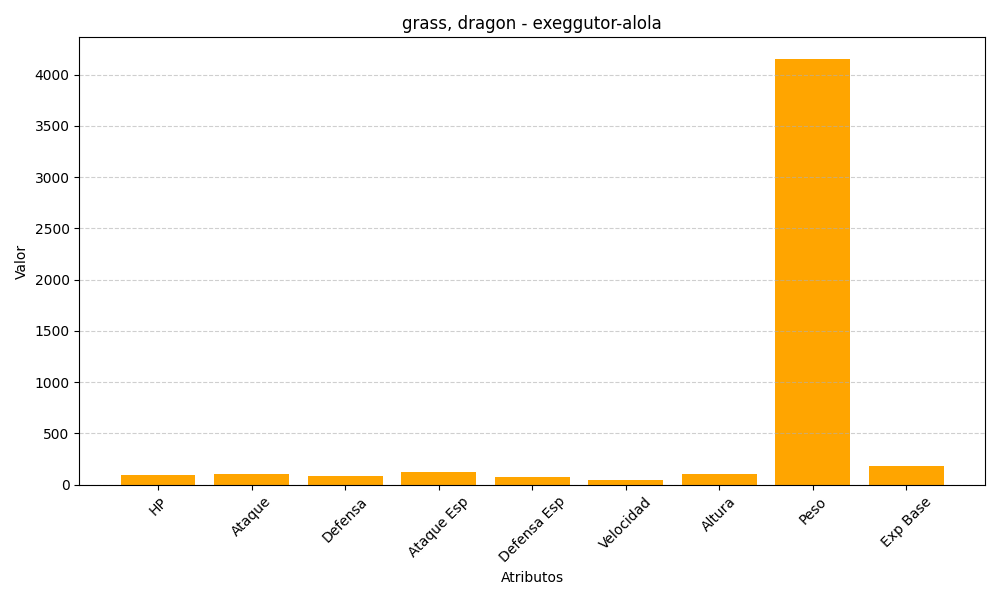 grass, dragon - exeggutor-alola
Valor
4000
3500
3000
2500
2000
1500
1000
500
0
HP
Ataque
Defensa
Ataque Esp
Defensa Esp
Velocidad
Altura
Peso
Exp Base
Atributos